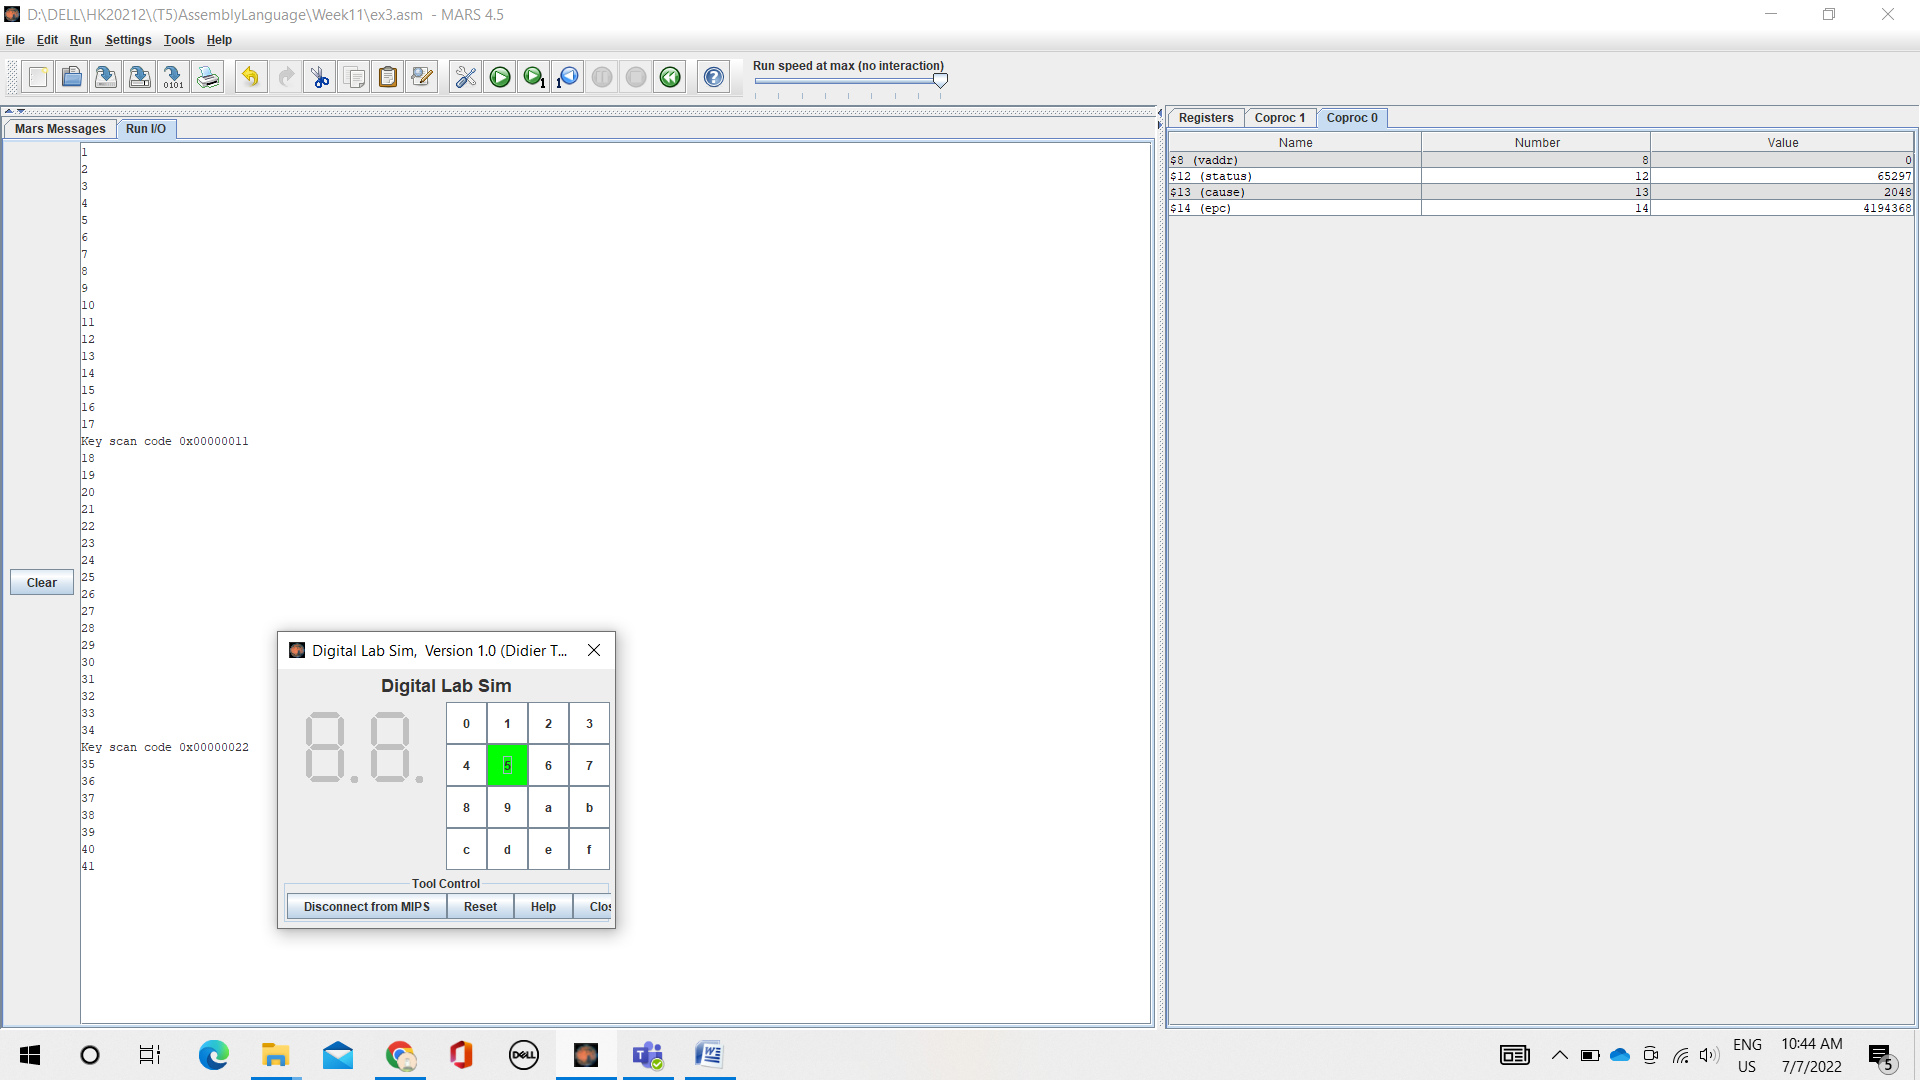 D:\DELL\HK20212\(T5)AssemblyLanguage\Week11\ex3.asm - MARS 4.5
File Edit Run Settings Tools Help
Run speed at max (no interaction)
Mars Messages Run I/O
1
2
3
4
5
6
7
8
9
10
11
12
13
14
15
16
17
Key scan code 0x00000011
18
19
20
21
22
23
24
25
26
27
28
29
30
31
32
33
34
Key scan code 0x00000022
35
36
37
38
39
40
41
Clear
Digital Lab Sim, Version 1.0 (Didier T...
Digital Lab Sim
8.8.
0 1 2 3
4 5 6 7
8 9 a b
c d e f
Tool Control
Disconnect from MIPS Reset Help Clos
Registers Coproc 1 Coproc 0
Name Number Value
$8 (vaddr) 8 0
$12 (status) 12 65297
$13 (cause) 13 2048
$14 (epc) 14 4194368
DELL
ENG
US
10:44 AM
7/7/2022
5